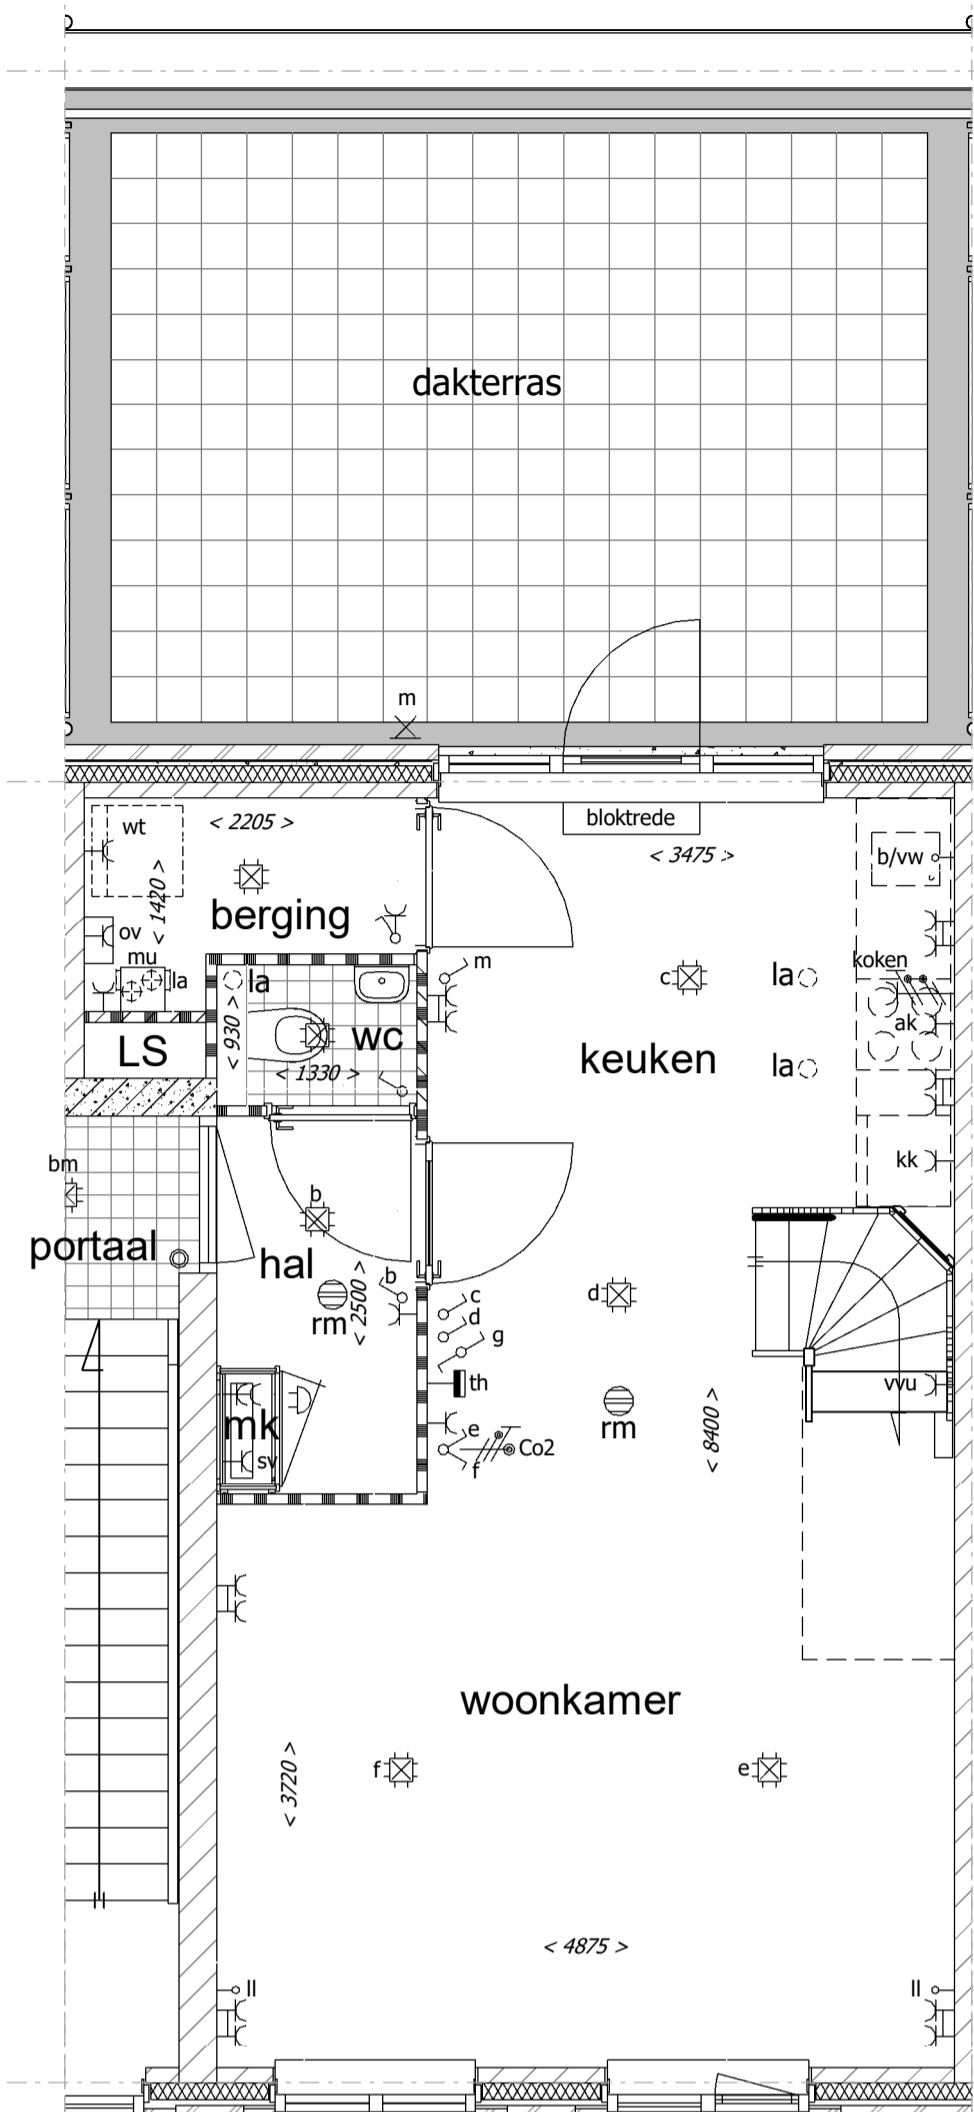 dakterras
m
bloktrede
wt
< 2205 >
< 3475 >
b/vw
< 1420 >
berging
ov
mu
la
la
m
c
la
koken
ak
LS
< 930 >
wc
< 1330 >
keuken
la
bm
b
kk
portaal
hal
b
rm
< 2500 >
c
d
g
d
th
rm
vvu
mk
sv
e
f
Co2
< 8400 >
woonkamer
f
e
< 3720 >
< 4875 >
ll
ll